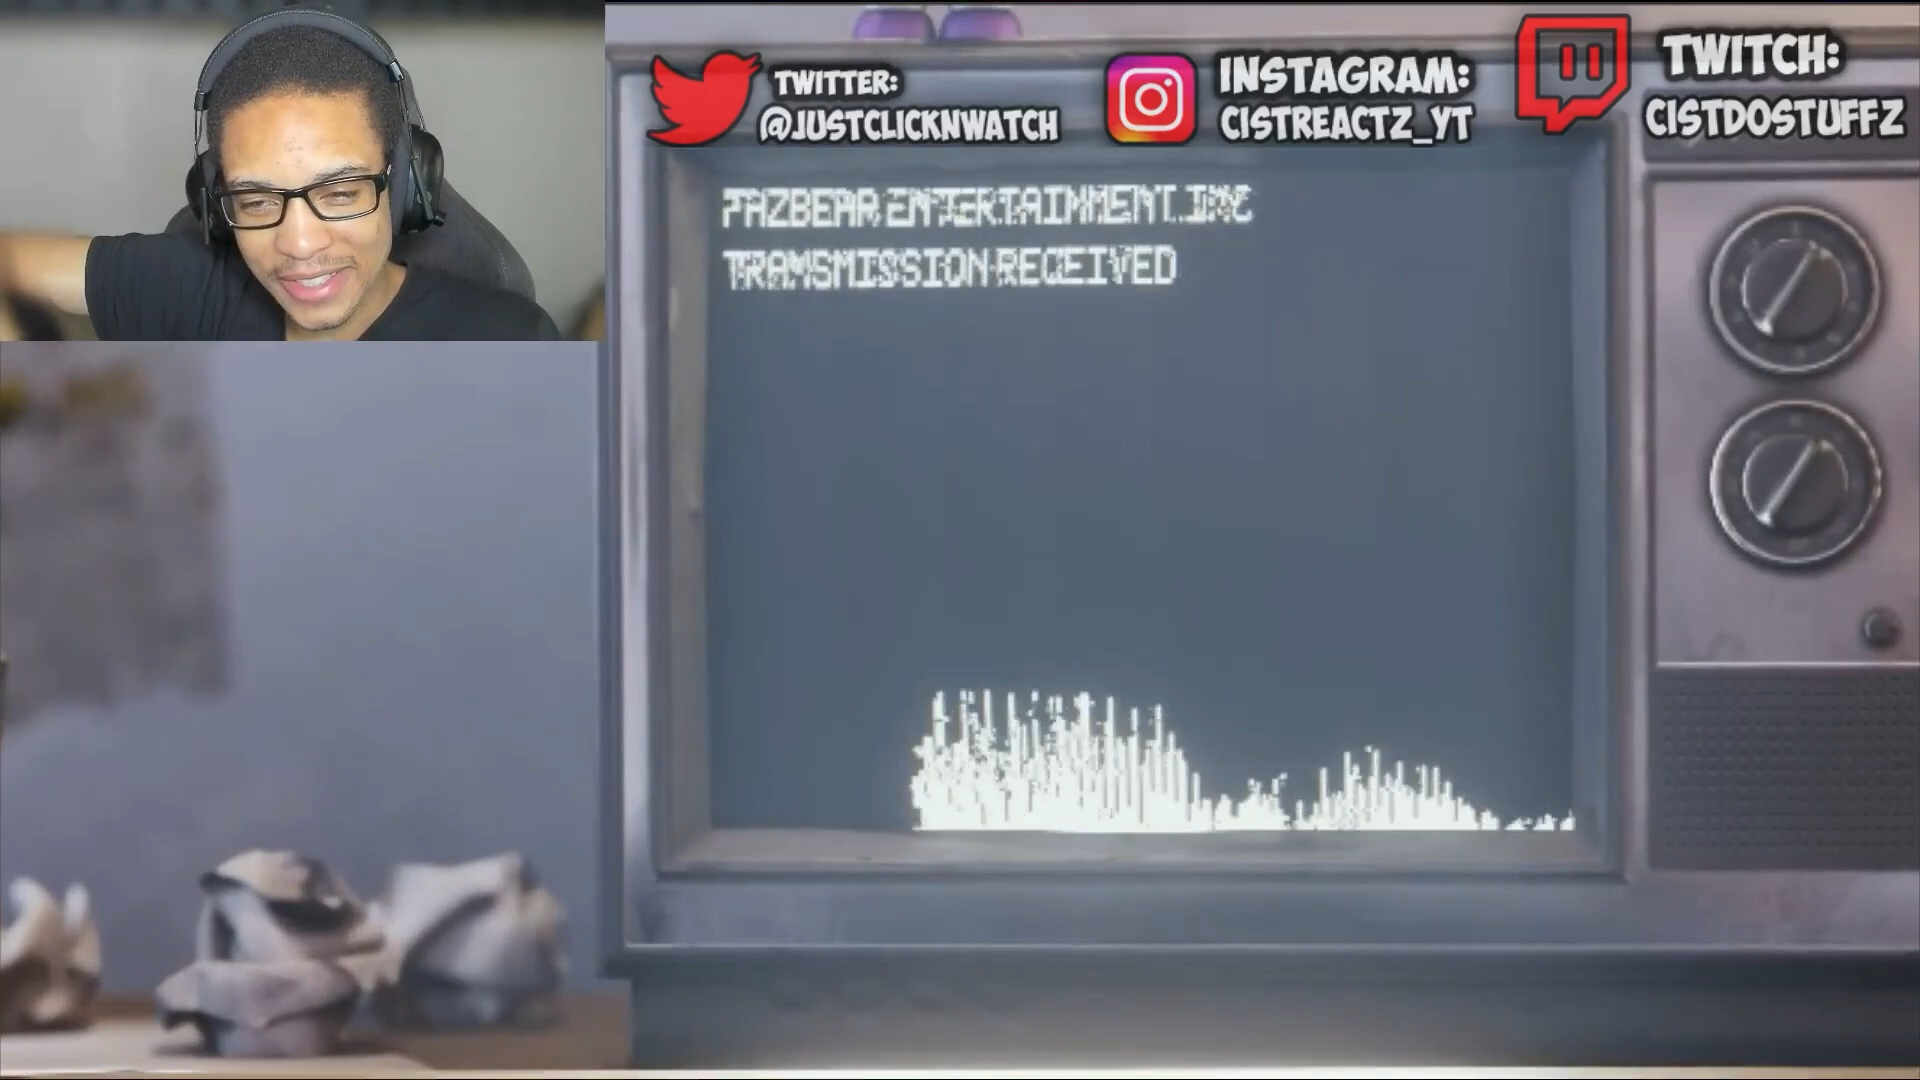 TWITTER:
@JUSTCLICKNWATCH
INSTAGRAM:
CISTREACTZ_YT
TWITCH:
CISTDOSTUFFZ
FAZBEAR ENTERTAINMENT INC
TRANSMISSION RECEIVED